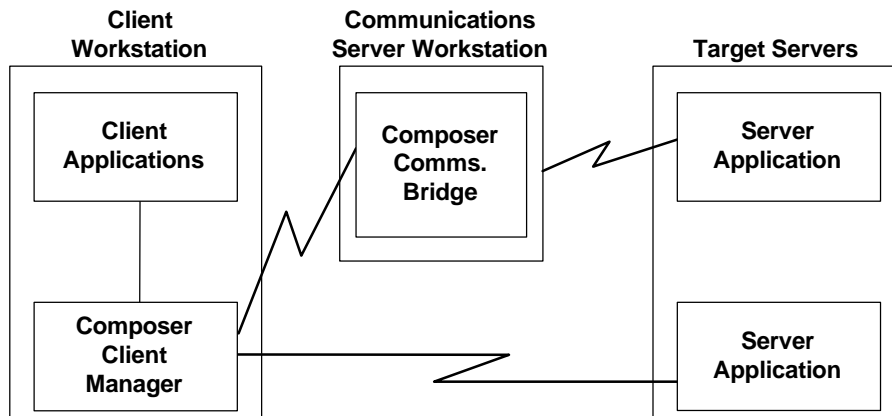 Client
Workstation
Communications
Server Workstation
Target Servers
Client
Applications
Composer
Comms.
Bridge
Server
Application
Composer
Client
Manager
Server
Application